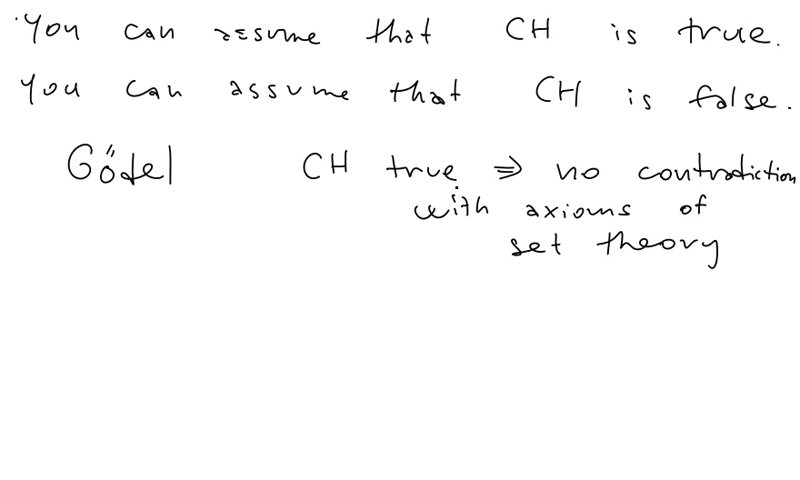 You can assume that CH is true.
You can assume that CH is false.
Gödel CH true ⇒ no contradiction
with axioms of
set theory